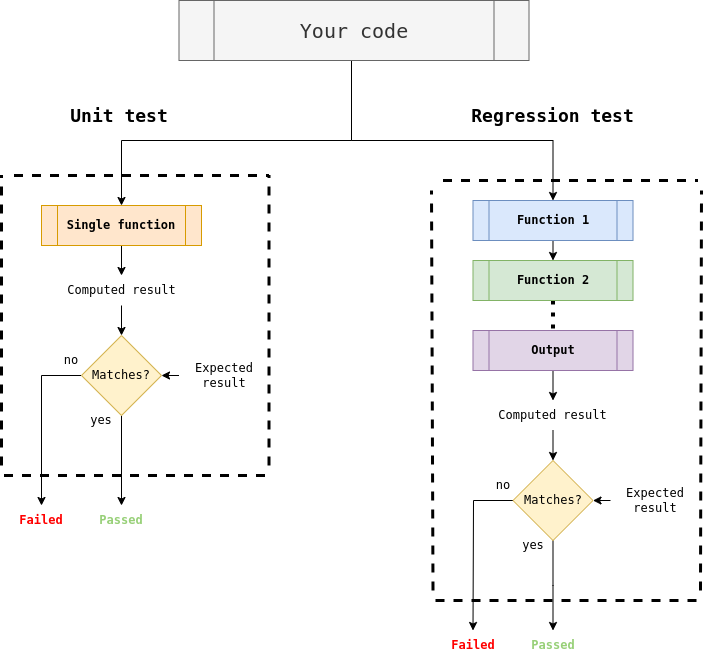 Your code
Unit test
Single function
Computed result
no
Matches?
Expected
result
yes
Failed
Passed
Regression test
Function 1
Function 2
Output
Computed result
no
Matches?
Expected
result
yes
Failed
Passed